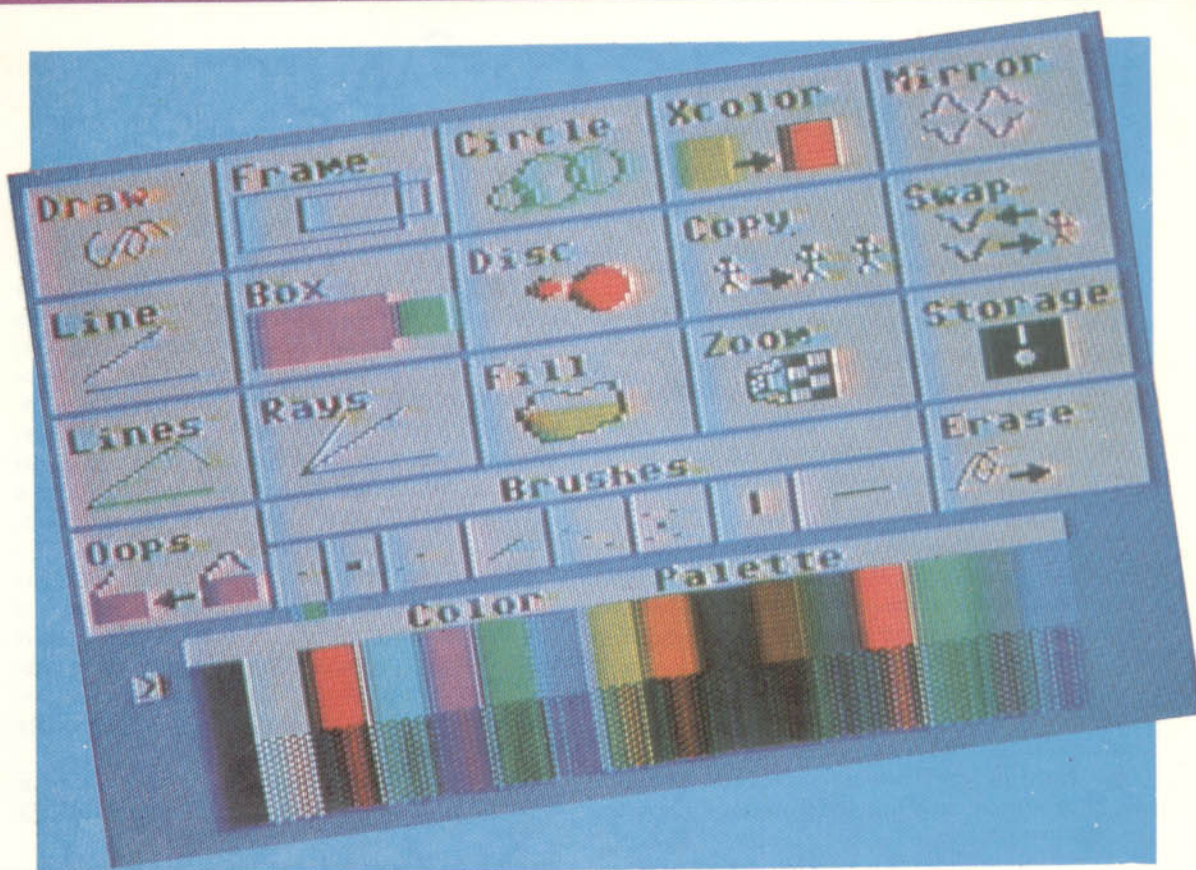 Draw
Frame
Circle
Xcolor
Mirror
Line
Box
Disc
Copy
Swap
Lines
Rays
Fill
Zoom
Storage
Oops
Brushes
Erase
Color Palette